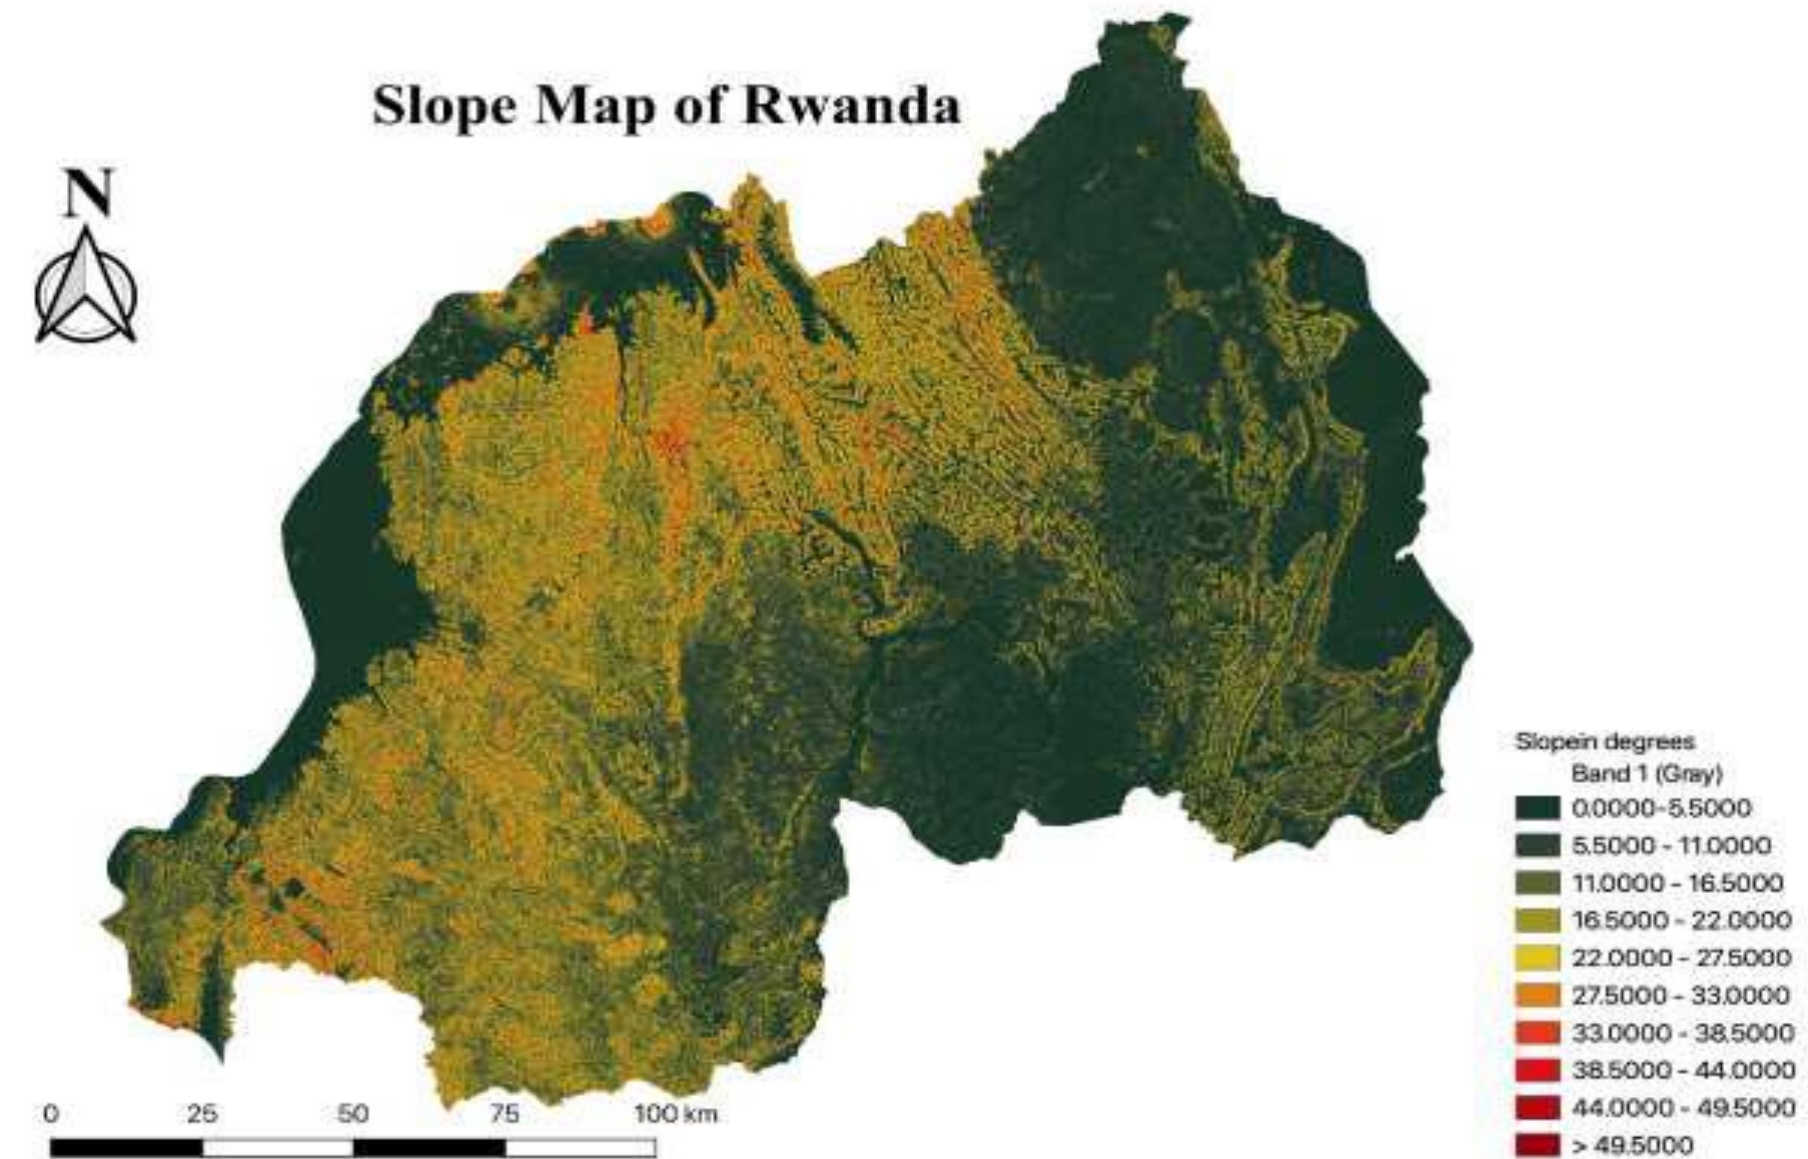 Slope Map of Rwanda
N
Slopein degrees
Band 1 (Gray)
0.0000-5.5000
5.5000 - 11.0000
11.0000 - 16.5000
16.5000 - 22.0000
22.0000 - 27.5000
27.5000 - 33.0000
33.0000 - 38.5000
38.5000 - 44.0000
44.0000 - 49.5000
> 49.5000
0 25 50 75 100 km